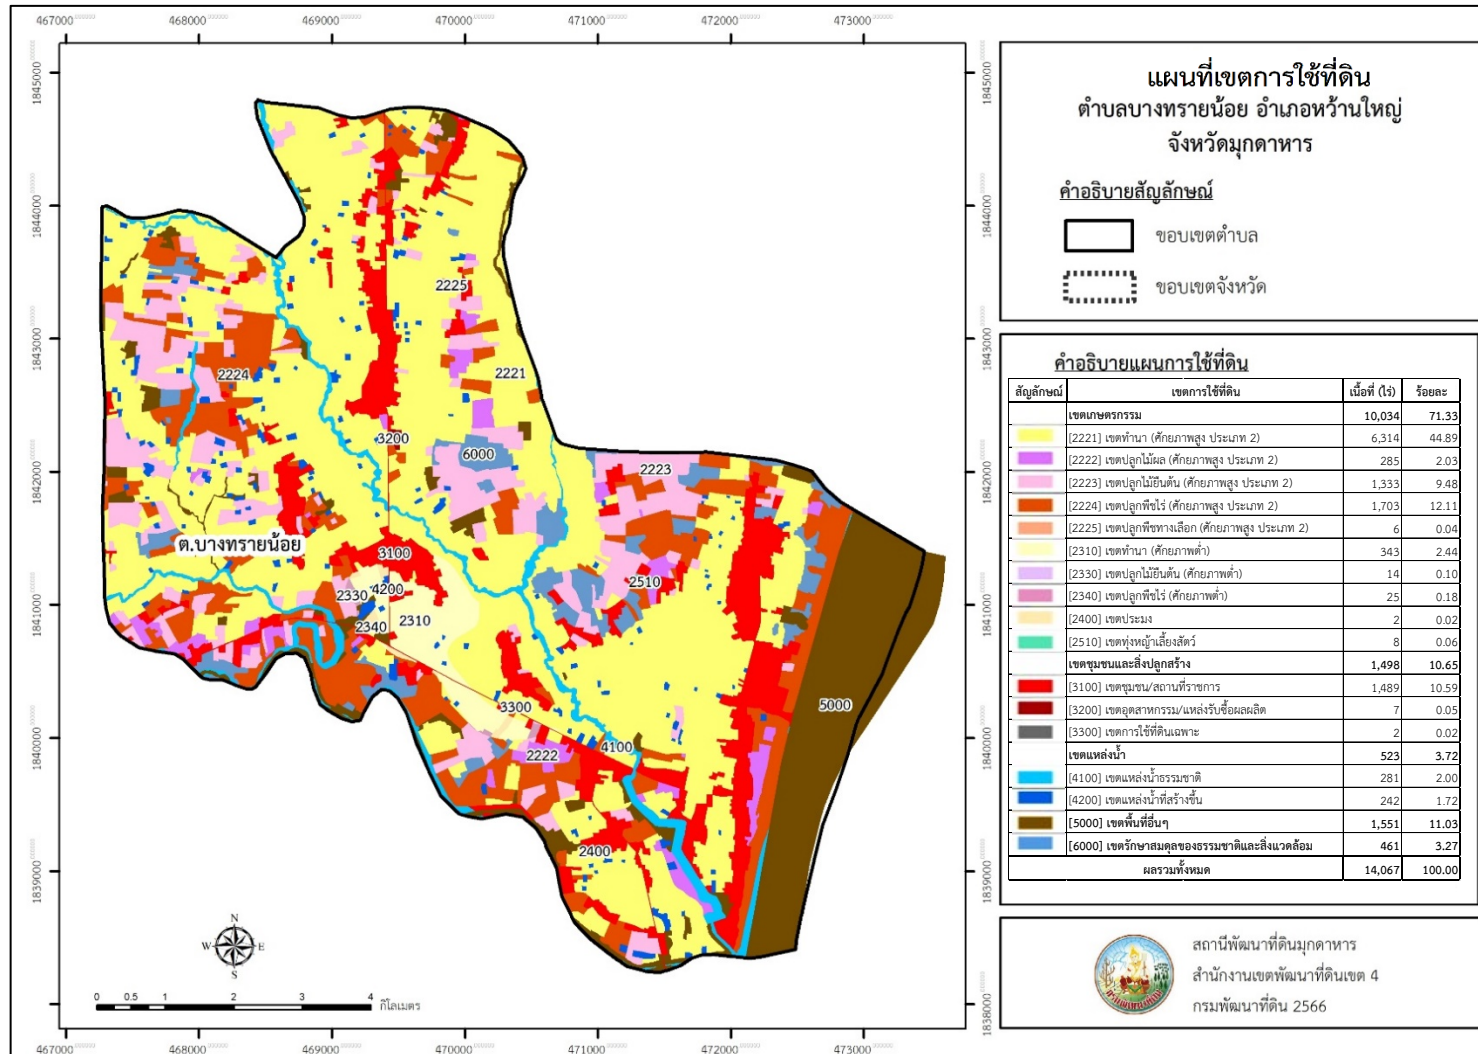 467000 468000 469000 470000 471000 472000 473000
แผนที่เขตการใช้ที่ดิน
ตำบลบางทรายน้อย อำเภอหว้านใหญ่
จังหวัดมุกดาหาร
คำอธิบายสัญลักษณ์
ขอบเขตตำบล
ขอบเขตจังหวัด
คำอธิบายแผนการใช้ที่ดิน
สัญลักษณ์ เขตการใช้ที่ดิน เนื้อที่ (ไร่) ร้อยละ
เขตเกษตรกรรม 10,034 71.33
[2221] เขตทำนา (ศักยภาพสูง ประเภท 2) 6,314 44.89
[2222] เขตปลูกไม้ผล (ศักยภาพสูง ประเภท 2) 285 2.03
[2223] เขตปลูกไม้ยืนต้น (ศักยภาพสูง ประเภท 2) 1,333 9.48
[2224] เขตปลูกพืชไร่ (ศักยภาพสูง ประเภท 2) 1,703 12.11
[2225] เขตปลูกพืชทางเลือก (ศักยภาพสูง ประเภท 2) 6 0.04
[2310] เขตทำนา (ศักยภาพต่ำ) 343 2.44
[2330] เขตปลูกไม้ยืนต้น (ศักยภาพต่ำ) 14 0.10
[2340] เขตปลูกพืชไร่ (ศักยภาพต่ำ) 25 0.18
[2400] เขตประมง 2 0.02
[2510] เขตทุ่งหญ้าเลี้ยงสัตว์ 8 0.06
เขตชุมชนและสิ่งปลูกสร้าง 1,498 10.65
[3100] เขตชุมชน/สถานที่ราชการ 1,489 10.59
[3200] เขตอุตสาหกรรม/แหล่งรับซื้อผลผลิต 7 0.05
[3300] เขตการใช้ที่ดินเฉพาะ 2 0.02
เขตแหล่งน้ำ 523 3.72
[4100] เขตแหล่งน้ำธรรมชาติ 281 2.00
[4200] เขตแหล่งน้ำที่สร้างขึ้น 242 1.72
[5000] เขตพื้นที่อื่นๆ 1,551 11.03
[6000] เขตรักษาสมดุลของธรรมชาติและสิ่งแวดล้อม 461 3.27
ผลรวมทั้งหมด 14,067 100.00
สถานีพัฒนาที่ดินมุกดาหาร
สำนักงานเขตพัฒนาที่ดินเขต 4
กรมพัฒนาที่ดิน 2566
1845000 1845000
1844000 1844000
1843000 1843000
1842000 1842000
1841000 1841000
1840000 1840000
1839000 1839000
1838000 1838000
2225
2221
2224
3200
6000
2223
ต.บางทรายน้อย
3100
2510
2330 4200
2310
2340
3300
5000
4100
2222
2400
N
W E
S
0 0.5 1 2 3 4
กิโลเมตร
467000 468000 469000 470000 471000 472000 473000